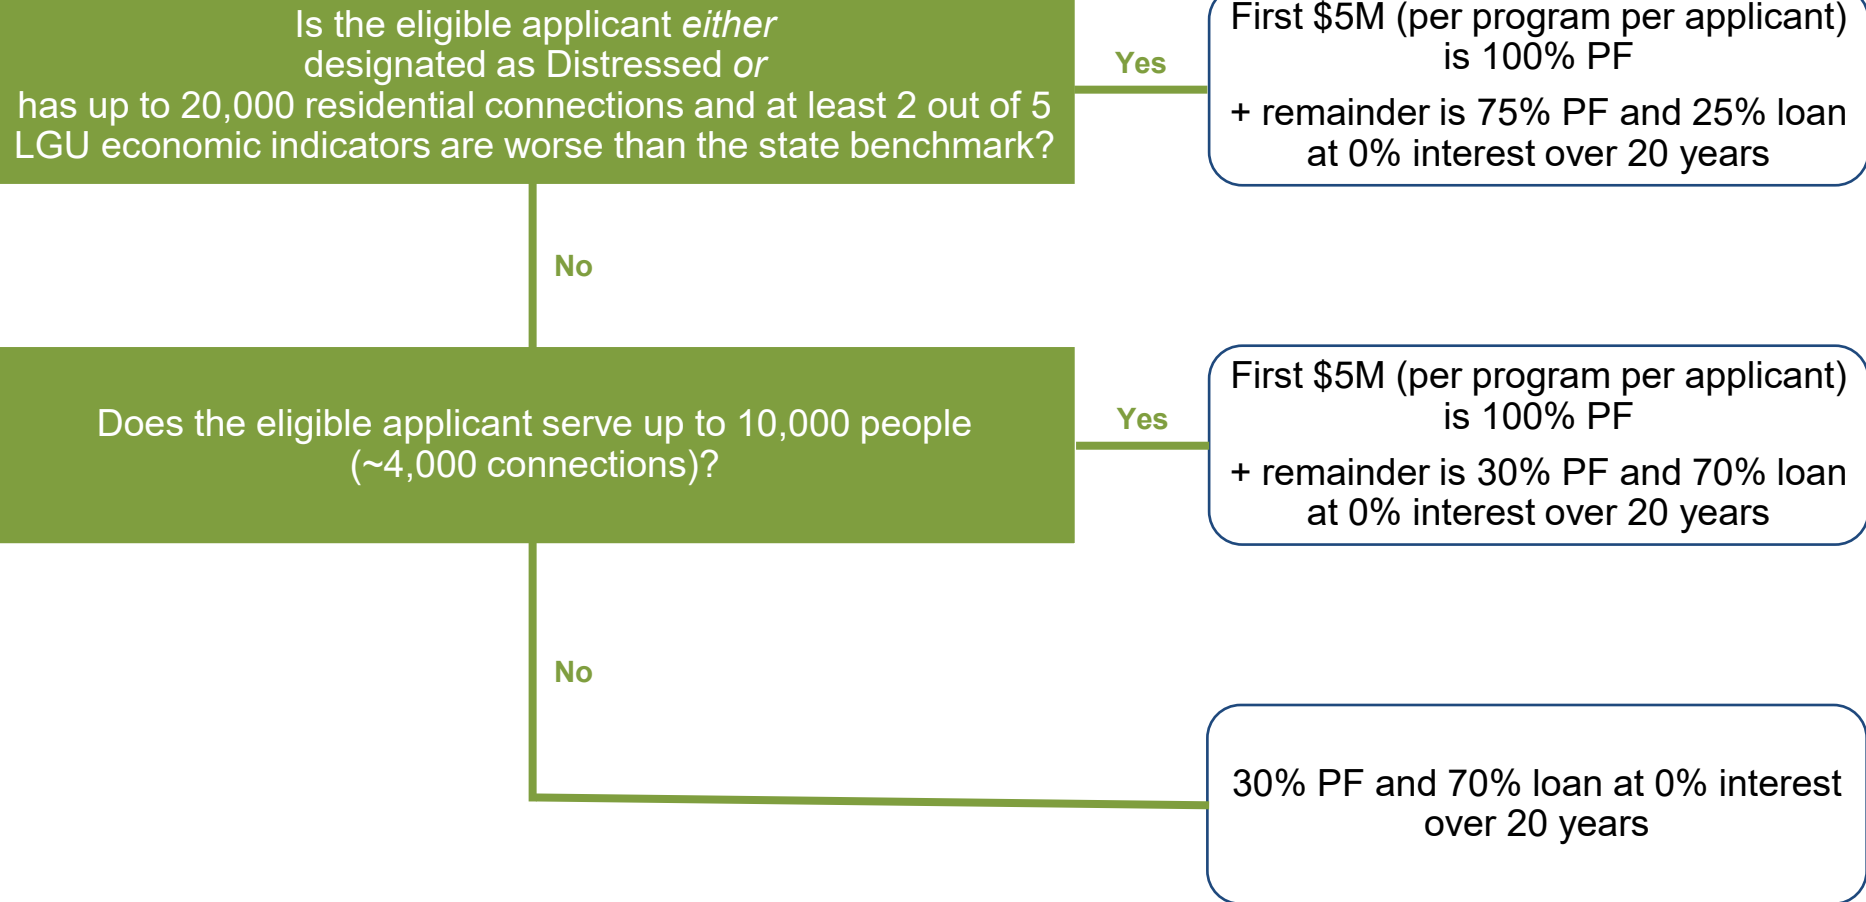 Is the eligible applicant either
designated as Distressed or
has up to 20,000 residential connections and at least 2 out of 5
LGU economic indicators are worse than the state benchmark?
Yes
First $5M (per program per applicant)
is 100% PF
+ remainder is 75% PF and 25% loan
at 0% interest over 20 years
No
Does the eligible applicant serve up to 10,000 people
(~4,000 connections)?
Yes
First $5M (per program per applicant)
is 100% PF
+ remainder is 30% PF and 70% loan
at 0% interest over 20 years
No
30% PF and 70% loan at 0% interest
over 20 years